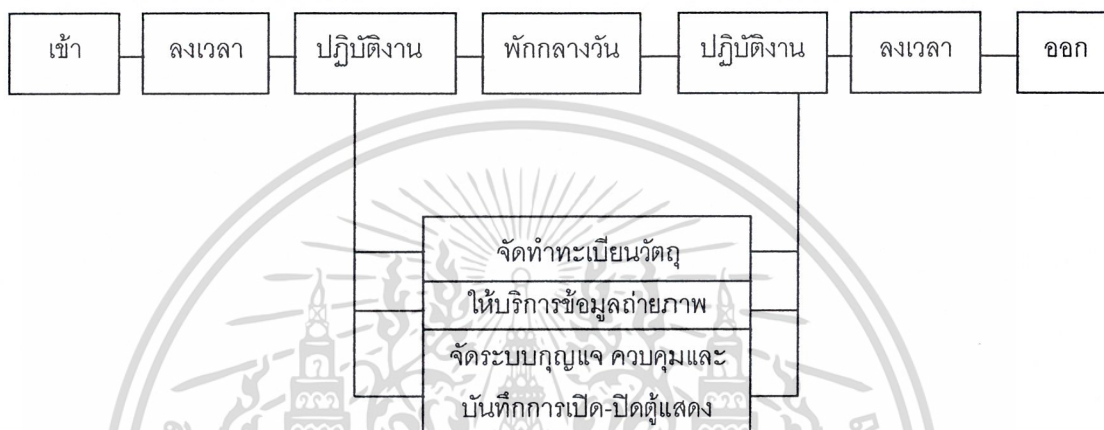 เข้า
ลงเวลา
ปฏิบัติงาน
พักกลางวัน
ปฏิบัติงาน
ลงเวลา
ออก
จัดทำทะเบียนวัตถุ
ให้บริการข้อมูลถ่ายภาพ
จัดระบบกุญแจ ควบคุมและ
บันทึกการเปิด-ปิดตู้แสดง